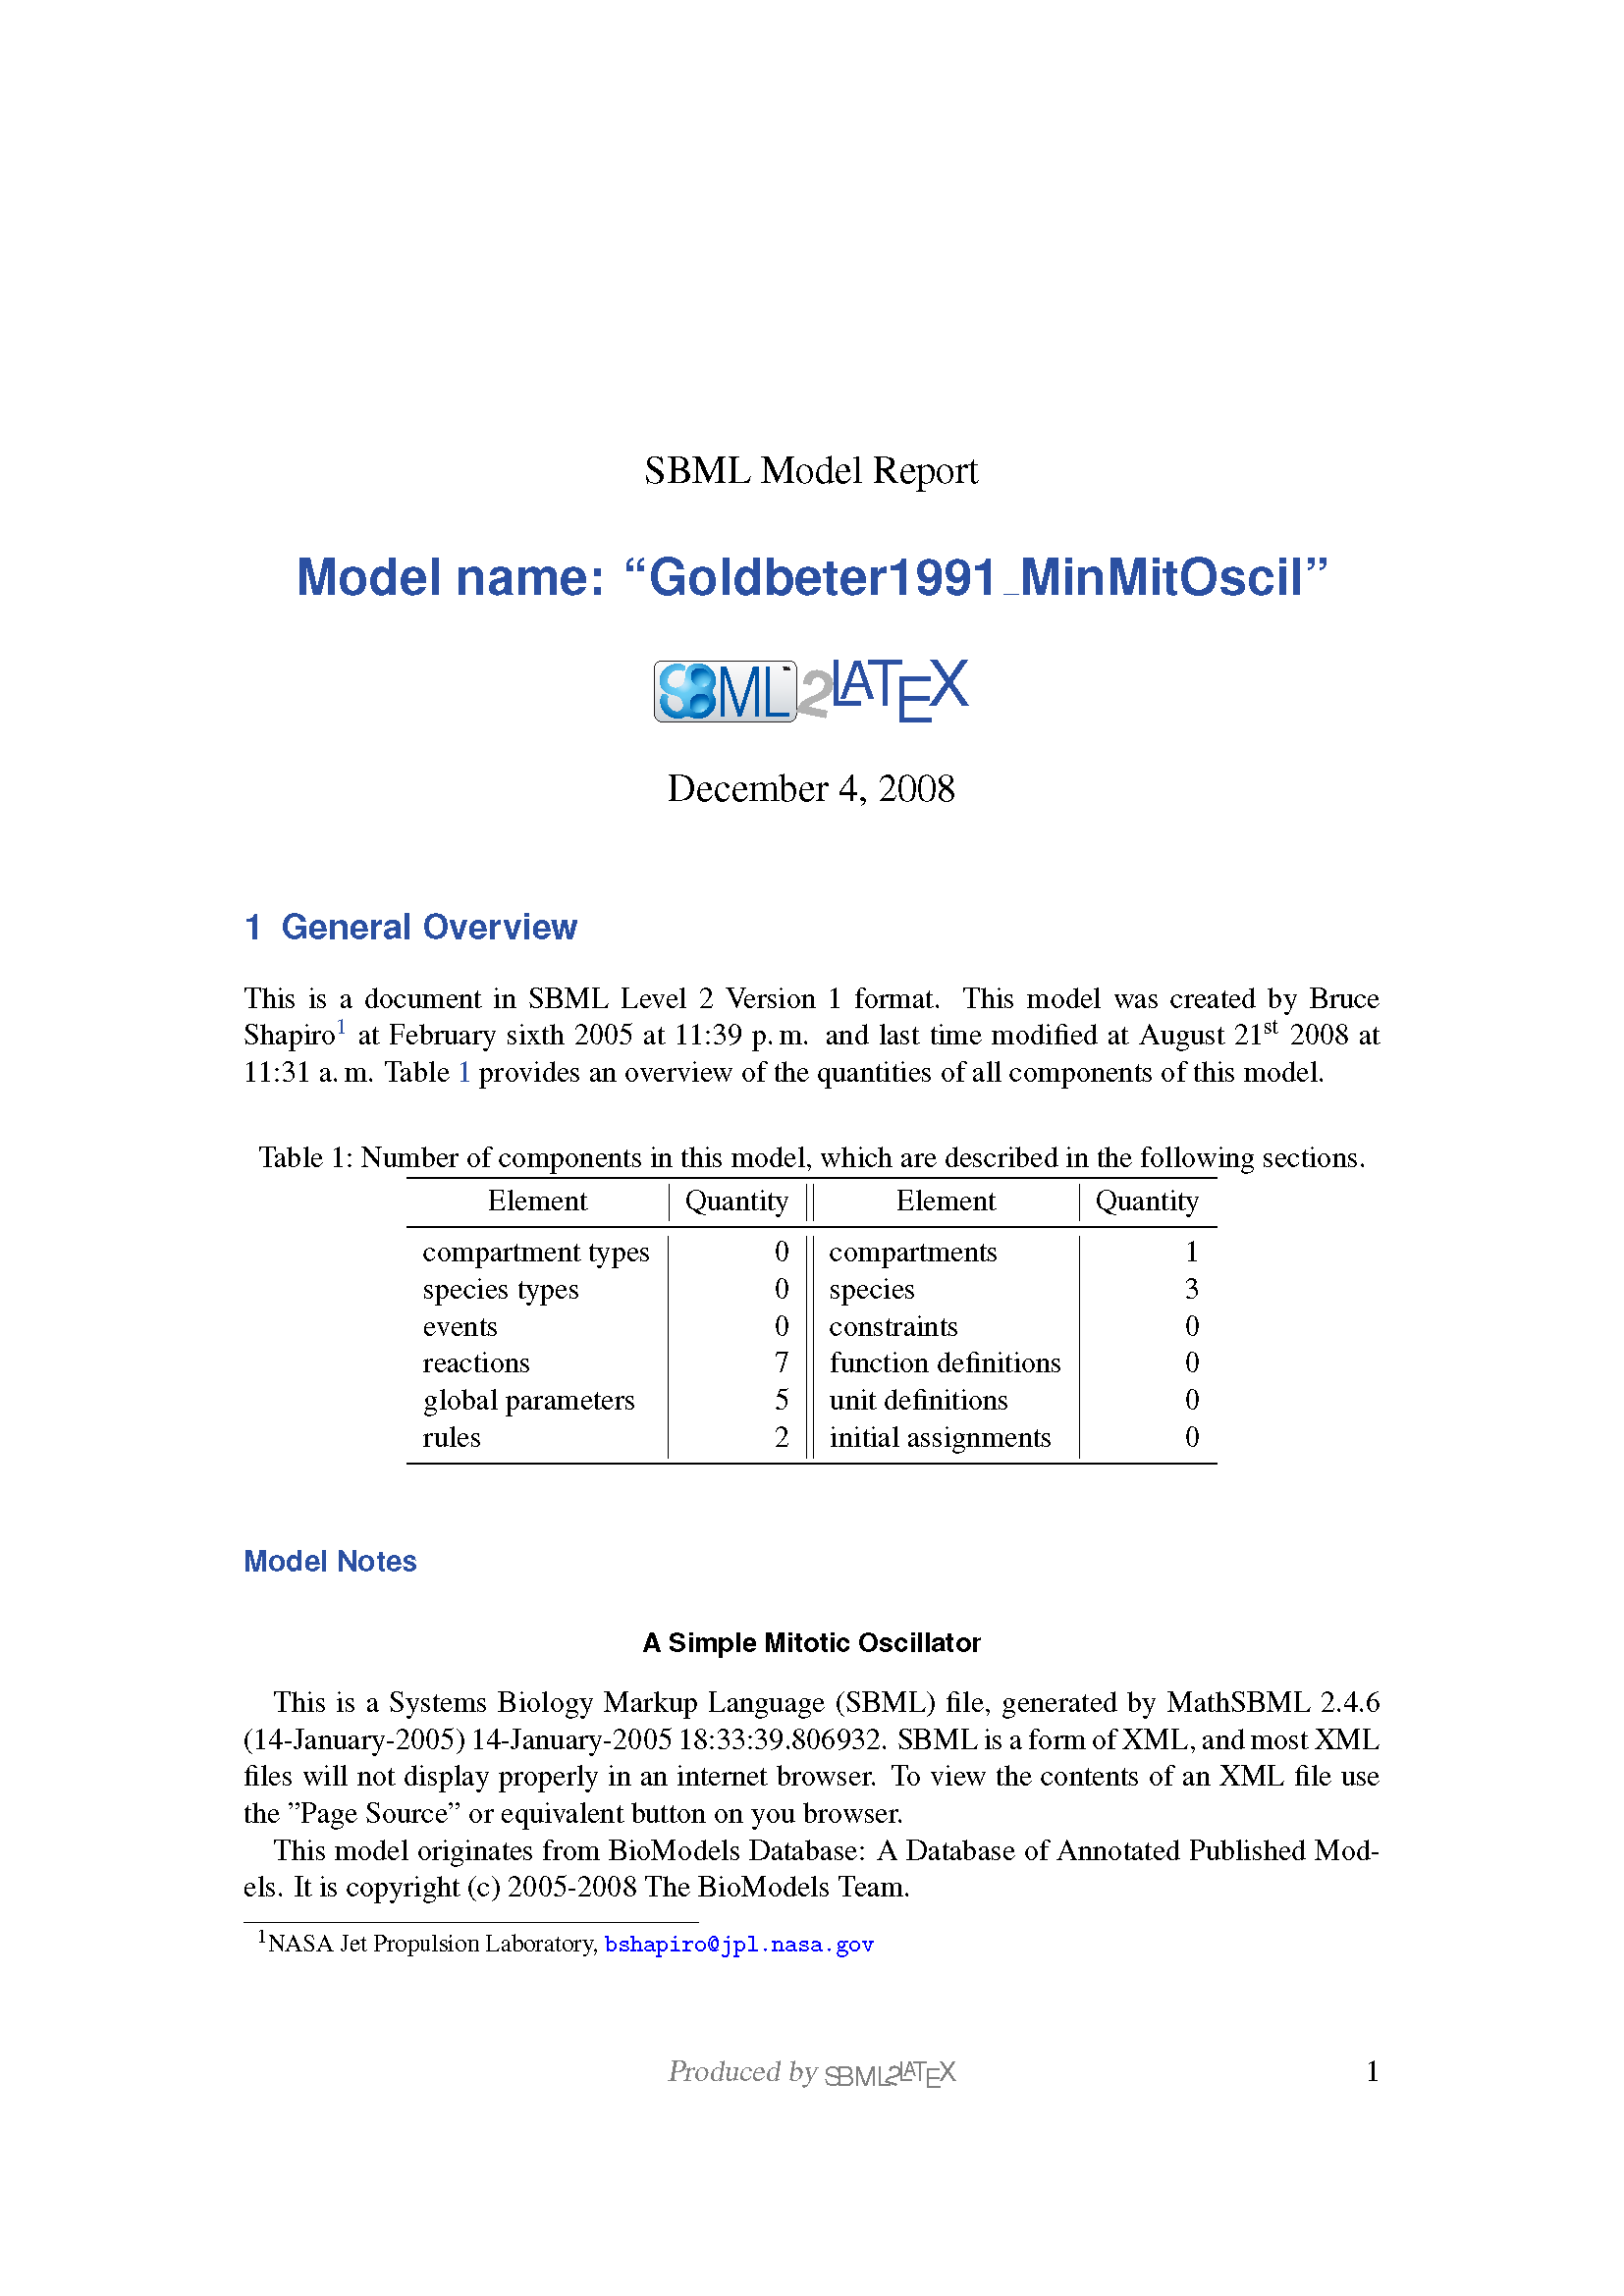 SBML Model Report
Model name: “Goldbeter1991_MinMitOscil”
SBML2LATEX
December 4, 2008
1 General Overview
This is a document in SBML Level 2 Version 1 format. This model was created by Bruce
Shapiro1 at February sixth 2005 at 11:39 p. m. and last time modified at August 21st 2008 at
11:31 a. m. Table 1 provides an overview of the quantities of all components of this model.
Table 1: Number of components in this model, which are described in the following sections.
Element Quantity Element Quantity
compartment types 0 compartments 1
species types 0 species 3
events 0 constraints 0
reactions 7 function definitions 0
global parameters 5 unit definitions 0
rules 2 initial assignments 0
Model Notes
A Simple Mitotic Oscillator
This is a Systems Biology Markup Language (SBML) file, generated by MathSBML 2.4.6
(14-January-2005) 14-January-2005 18:33:39.806932. SBML is a form of XML, and most XML
files will not display properly in an internet browser. To view the contents of an XML file use
the ”Page Source” or equivalent button on you browser.
This model originates from BioModels Database: A Database of Annotated Published Mod-
els. It is copyright (c) 2005-2008 The BioModels Team.
1NASA Jet Propulsion Laboratory, bshapiro@jpl.nasa.gov
Produced by SBML2LATEX 1